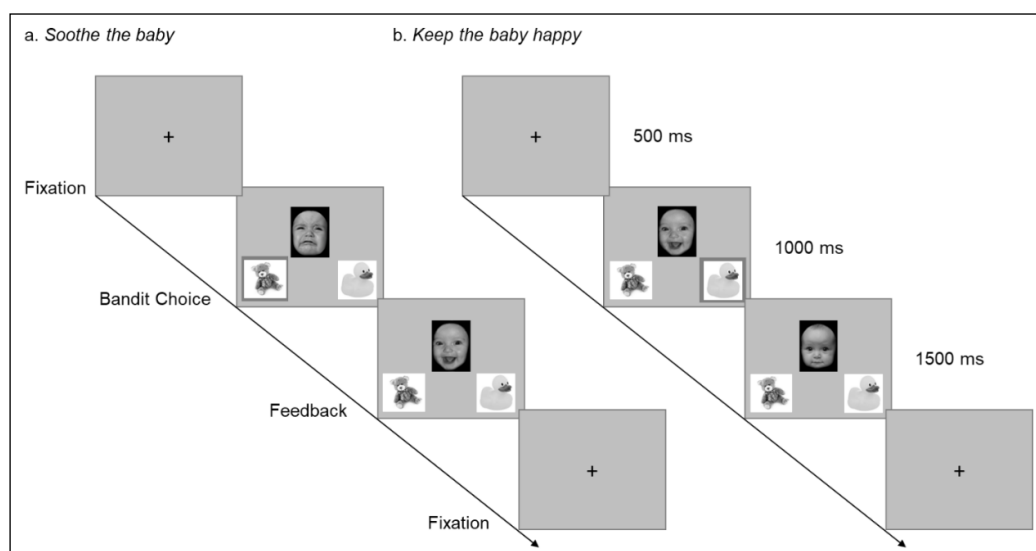 a. Soothe the baby
b. Keep the baby happy
+
+
500 ms
Fixation
1000 ms
Bandit Choice
1500 ms
Feedback
+
+
Fixation